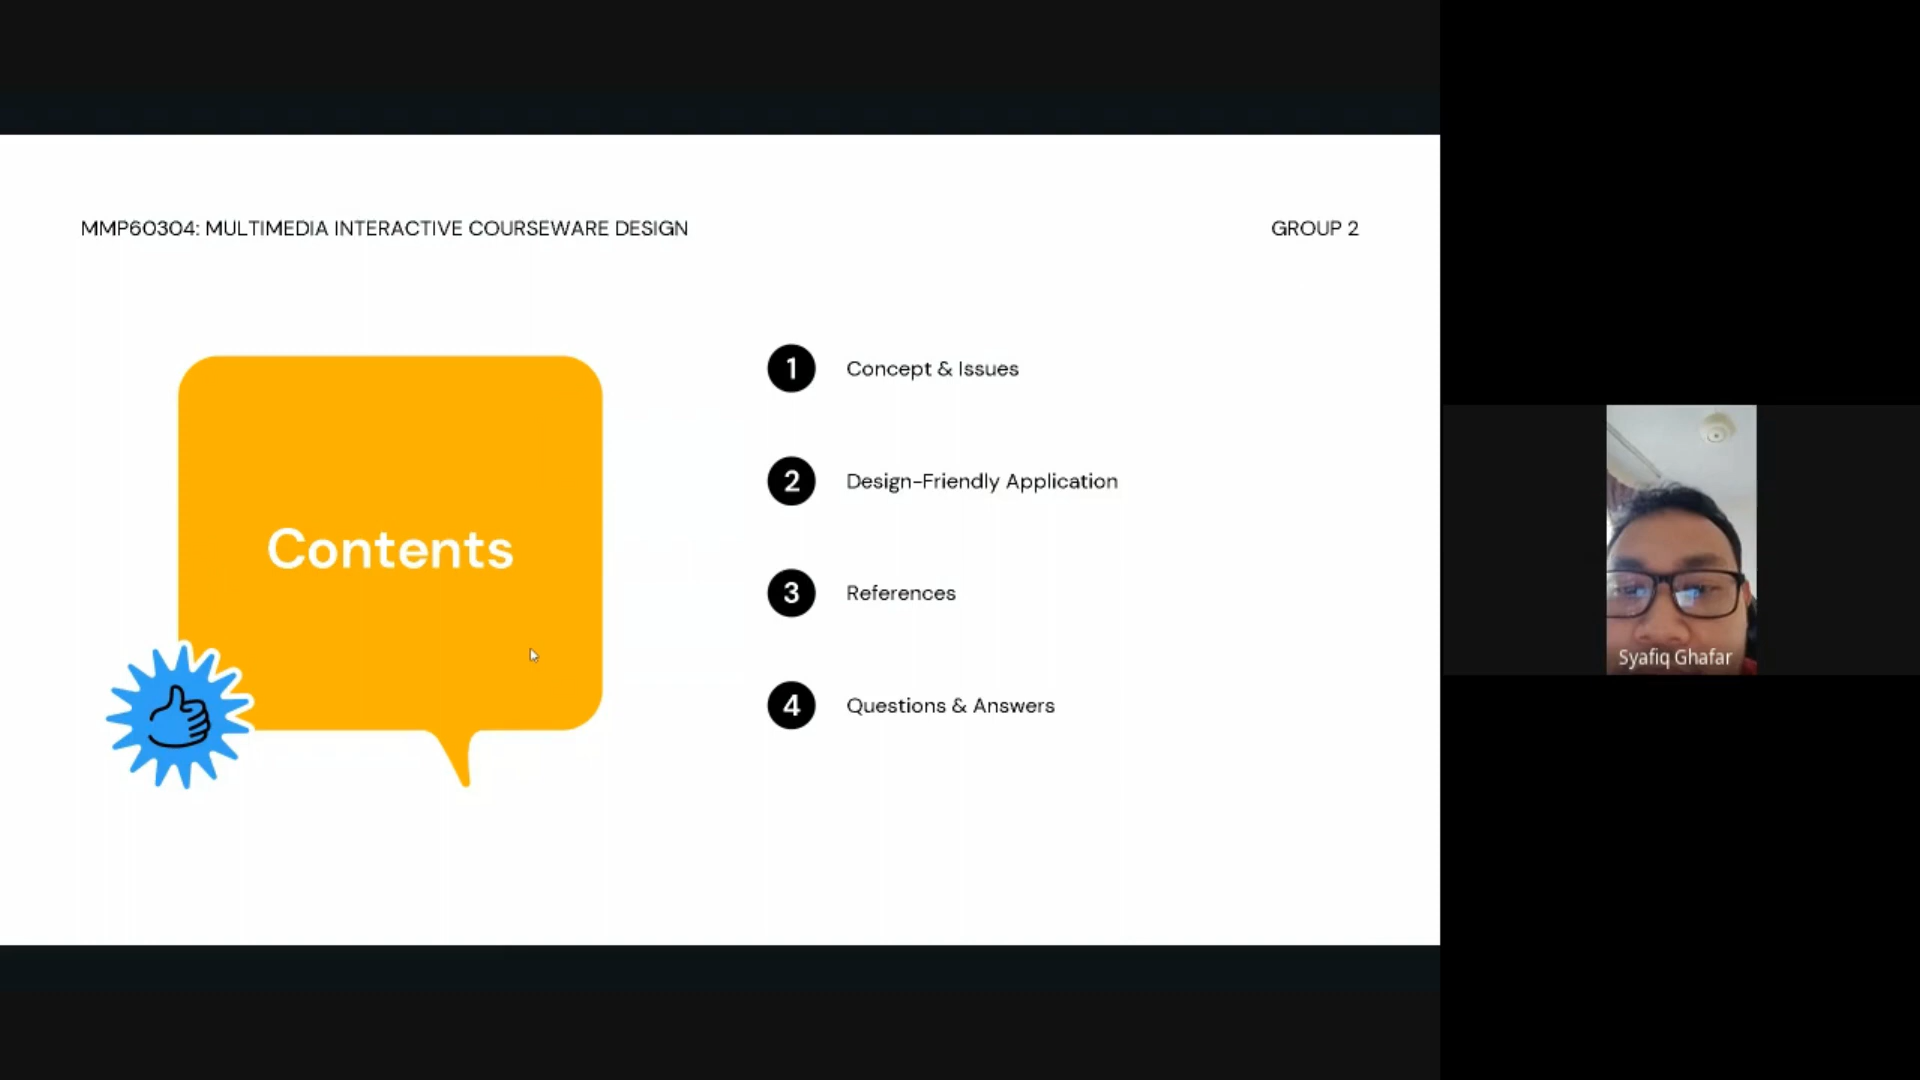 MMP60304: MULTIMEDIA INTERACTIVE COURSEWARE DESIGN
GROUP 2
Contents
1 Concept & Issues
2 Design-Friendly Application
3 References
4 Questions & Answers
Syafiq Ghafar